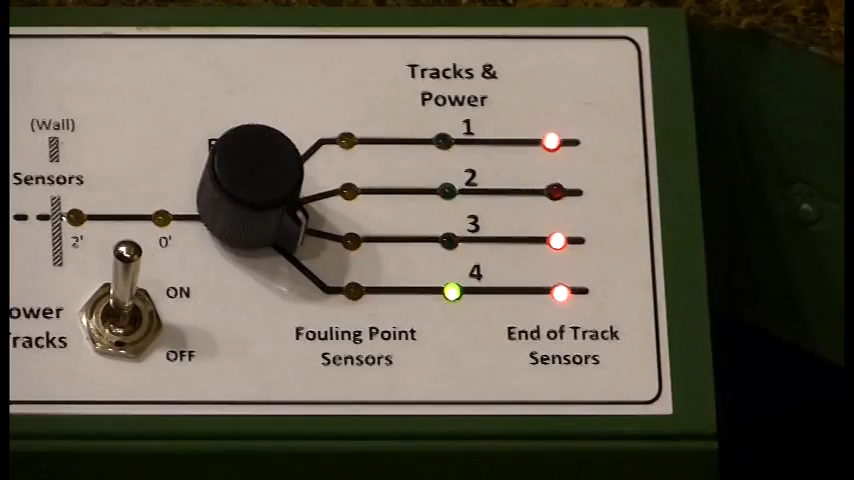 Tracks &
Power
(Wall)
Sensors
1
2
3
4
2'
0'
ON
OFF
Tracks
Fouling Point
Sensors
End of Track
Sensors